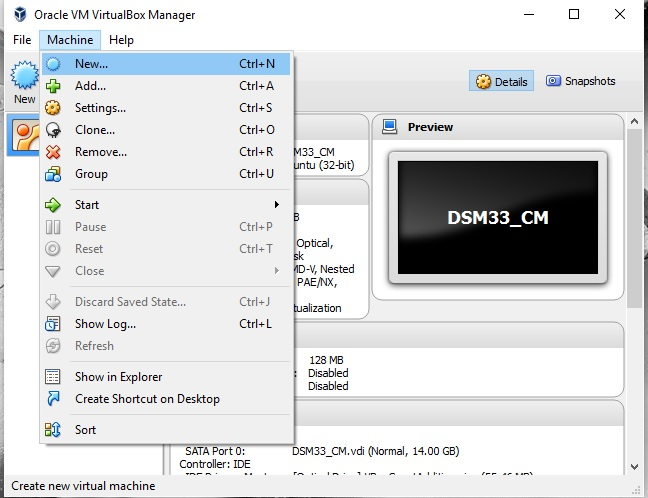 Oracle VM VirtualBox Manager
File Machine Help
New
New... Ctrl+N
Add... Ctrl+A
Settings... Ctrl+S
Clone... Ctrl+O
Remove... Ctrl+R
Group Ctrl+U
Start
Pause Ctrl+P
Reset Ctrl+T
Close
Discard Saved State... Ctrl+J
Show Log... Ctrl+L
Refresh
Show in Explorer
Create Shortcut on Desktop
Sort
Details Snapshots
M33_CM
untu (32-bit)
Preview
DSM33_CM
B
Optical,
sk
MD-V, Nested
PAE/NX,
tualization
128 MB
: Disabled
Disabled
SATA Port 0: DSM33_CM.vdi (Normal, 14.00 GB)
Controller: IDE
Create new virtual machine